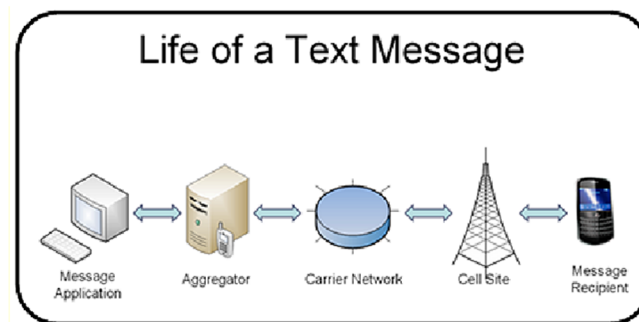 Life of a Text Message
Message
Application
Aggregator
Carrier Network
Cell Site
Message
Recipient